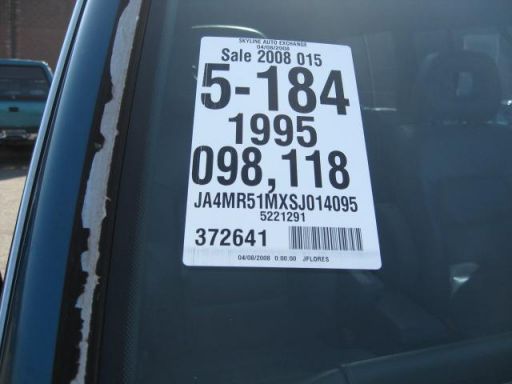 SKYLINE AUTO EXCHANGE
04/08/2008
Sale 2008 015
5-184
1995
098,118
JA4MR51MXSJ014095
5221291
372641
04/08/2008 0:00:00 JFLORES